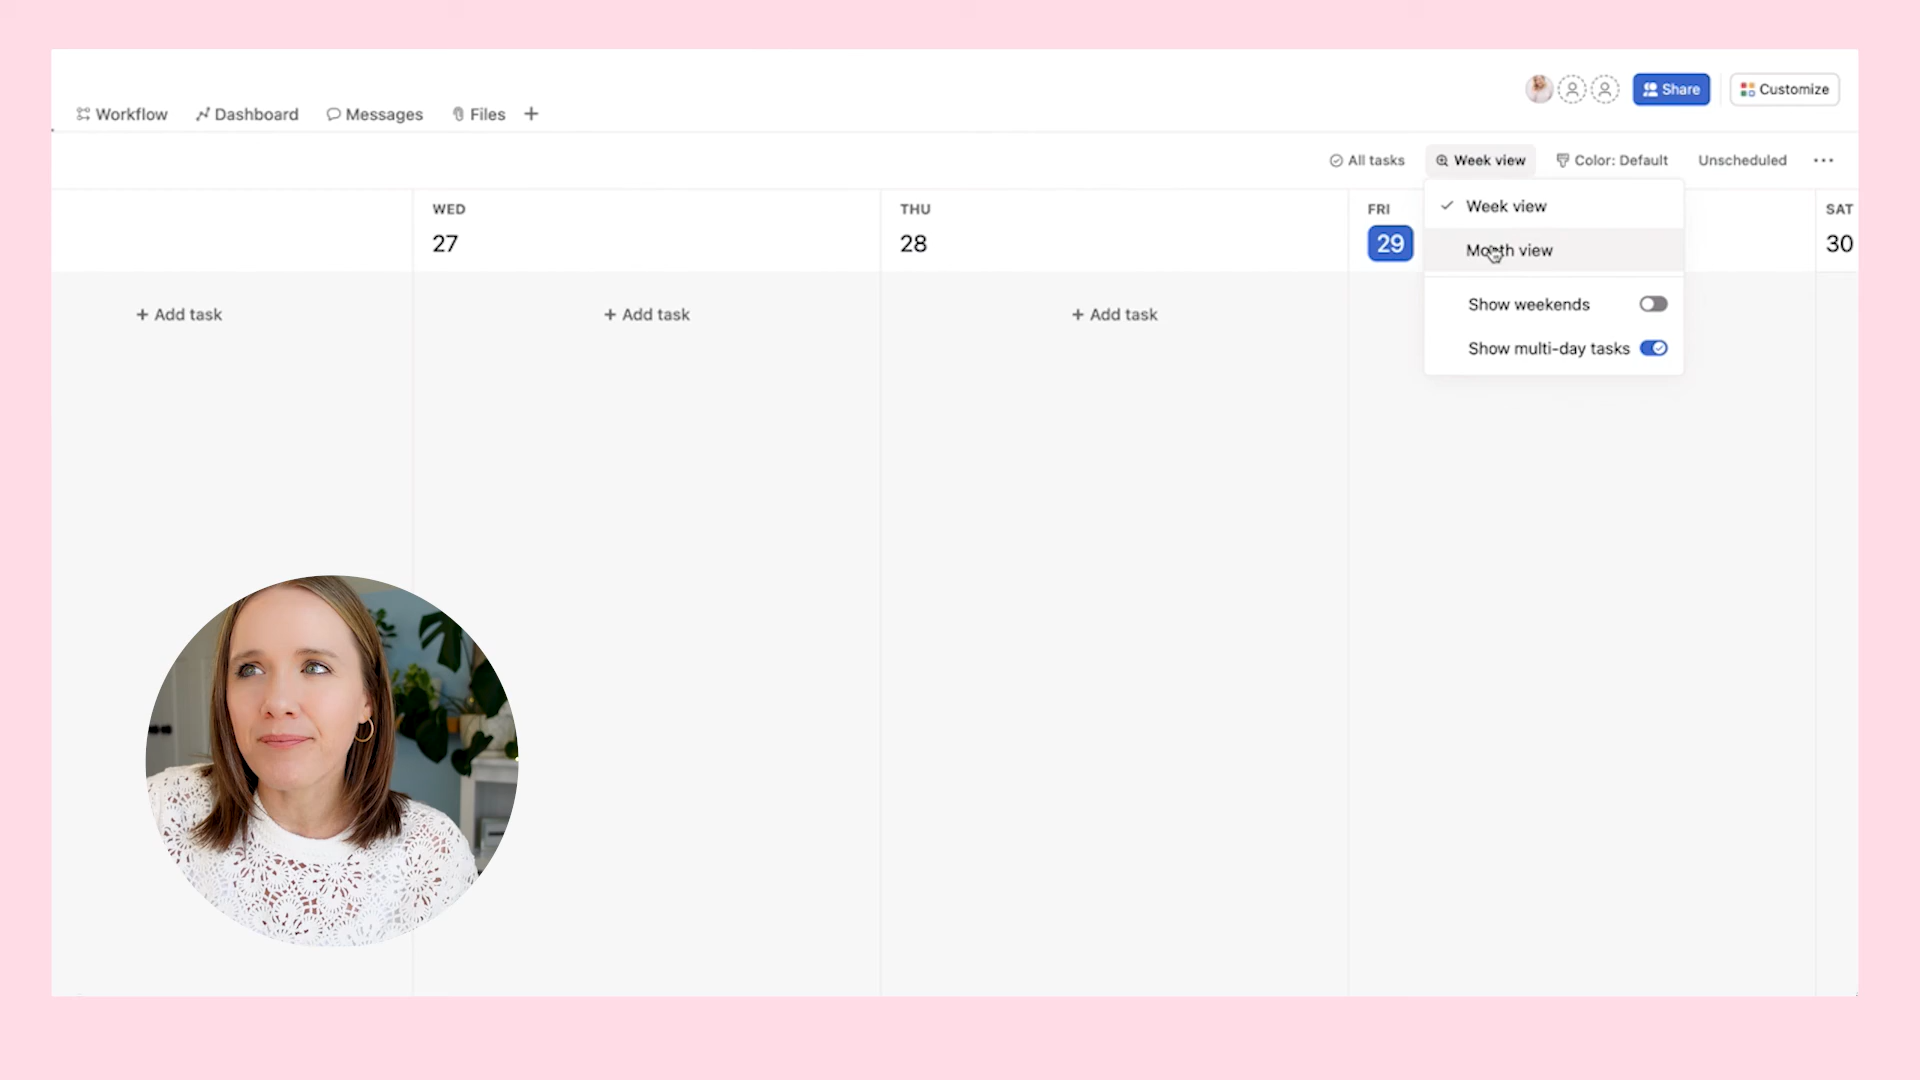 Workflow
Dashboard
Messages
Files
Share
Customize
All tasks
Week view
Color: Default
Unscheduled
WED
27
THU
28
FRI
29
SAT
30
Week view
Month view
Show weekends
Show multi-day tasks
+ Add task
+ Add task
+ Add task